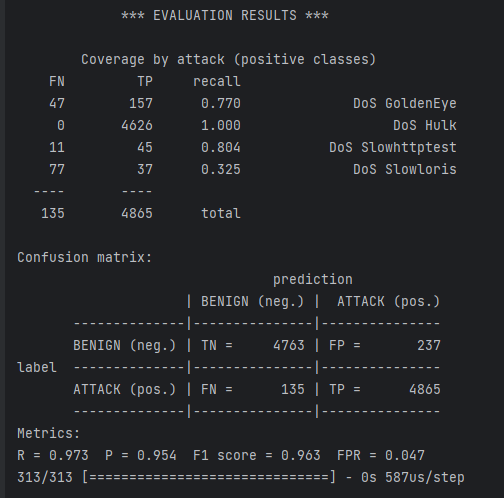 *** EVALUATION RESULTS ***
Coverage by attack (positive classes)
FN TP recall
47 157 0.770 DoS GoldenEye
0 4626 1.000 DoS Hulk
11 45 0.804 DoS Slowhttptest
77 37 0.325 DoS Slowloris
---- ----
135 4865 total
Confusion matrix:
prediction
| BENIGN (neg.) | ATTACK (pos.)
--------------|---------------|---------------
BENIGN (neg.) | TN = 4763 | FP = 237
label --------------|---------------|---------------
ATTACK (pos.) | FN = 135 | TP = 4865
--------------|---------------|---------------
Metrics:
R = 0.973 P = 0.954 F1 score = 0.963 FPR = 0.047
313/313 [==============================] - 0s 587us/step